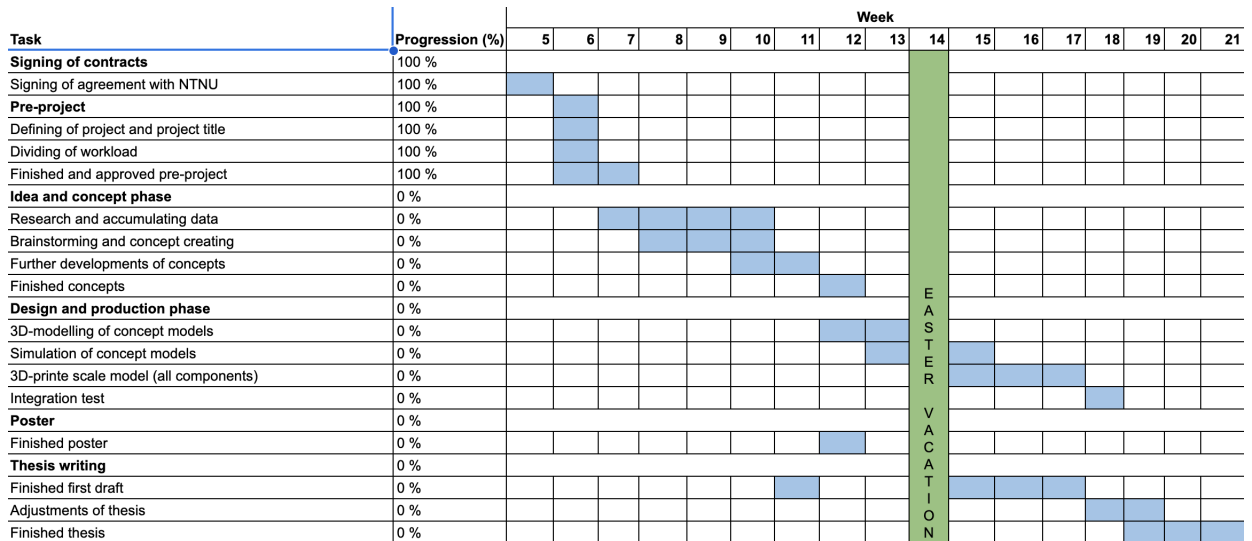 Week
Task Progression (%) 5 6 7 8 9 10 11 12 13 14 15 16 17 18 19 20 21
Signing of contracts 100 %
Signing of agreement with NTNU 100 %
Pre-project 100 %
Defining of project and project title 100 %
Dividing of workload 100 %
Finished and approved pre-project 100 %
Idea and concept phase 0 %
Research and accumulating data 0 %
Brainstorming and concept creating 0 %
Further developments of concepts 0 %
Finished concepts 0 %
Design and production phase 0 %
3D-modelling of concept models 0 %
Simulation of concept models 0 %
3D-printe scale model (all components) 0 %
Integration test 0 %
Poster 0 %
Finished poster 0 %
Thesis writing 0 %
Finished first draft 0 %
Adjustments of thesis 0 %
Finished thesis 0 %
EASTER VACATION